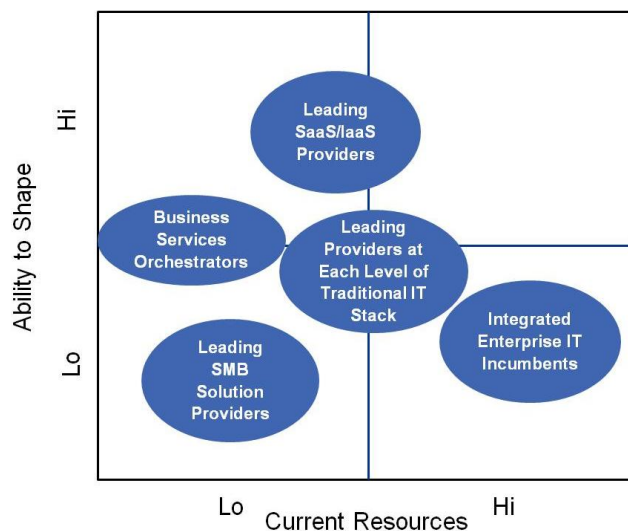 Ability to Shape
Hi
Lo
Leading
SaaS/IaaS
Providers
Business
Services
Orchestrators
Leading
Providers at
Each Level of
Traditional IT
Stack
Integrated
Enterprise IT
Incumbents
Leading
SMB
Solution
Providers
Lo
Hi
Current Resources